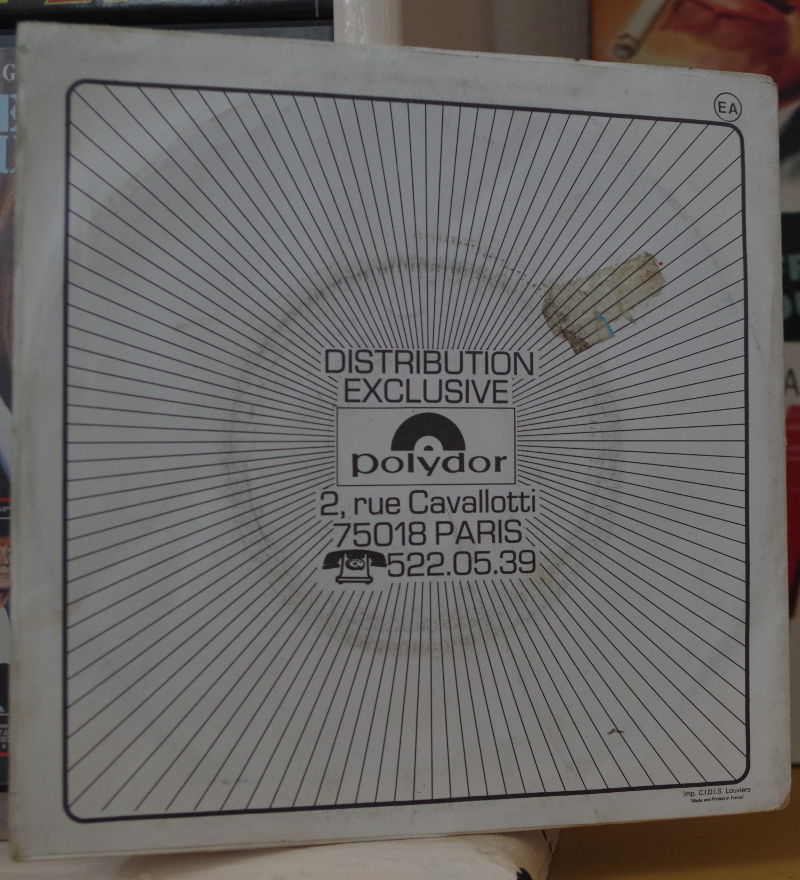 EA
DISTRIBUTION
EXCLUSIVE
polydor
2, rue Cavallotti
75018 PARIS
522.05.39
Imp. C.I.D.I.S. Louviers
"Made and Printed in France"